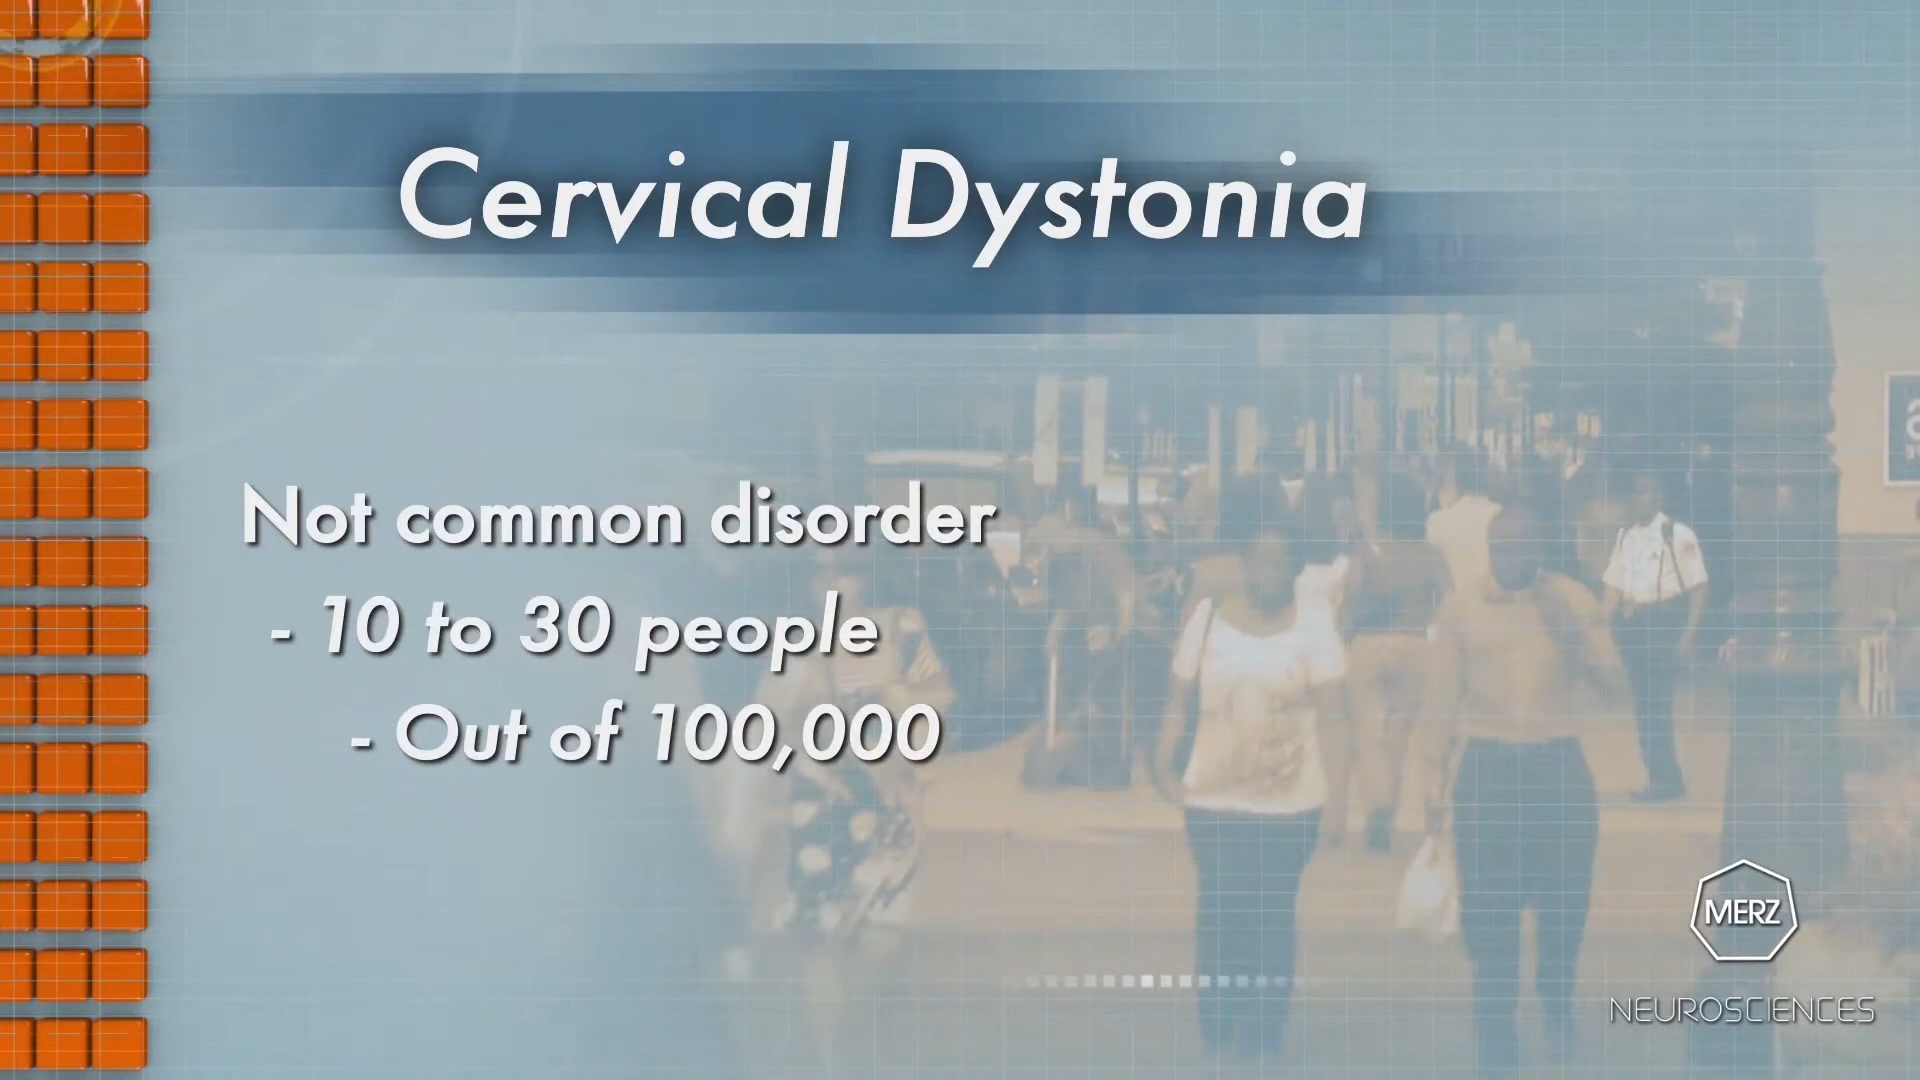 Cervical Dystonia
Not common disorder
- 10 to 30 people
- Out of 100,000
MERZ
NEUROSCIENCES